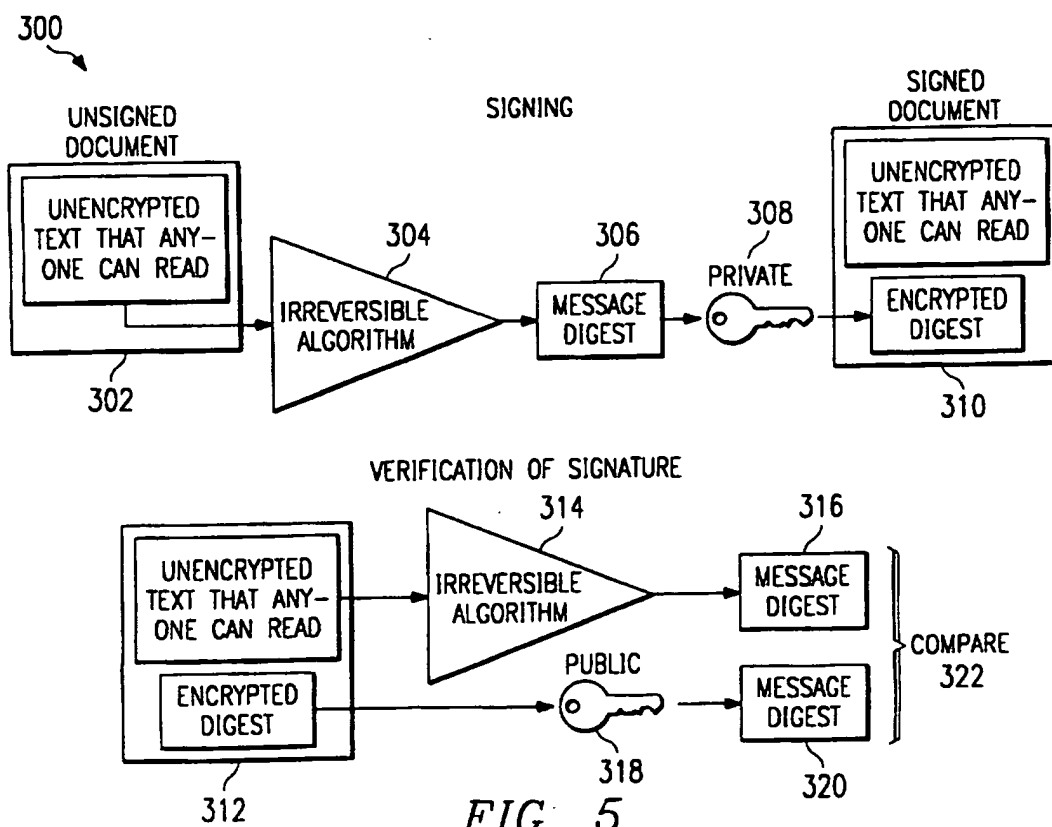 300
UNSIGNED
DOCUMENT
SIGNING
SIGNED
DOCUMENT
UNENCRYPTED
TEXT THAT ANY-
ONE CAN READ
304
IRREVERSIBLE
ALGORITHM
306
MESSAGE
DIGEST
308
PRIVATE
UNENCRYPTED
TEXT THAT ANY-
ONE CAN READ
ENCRYPTED
DIGEST
302
310
VERIFICATION OF SIGNATURE
UNENCRYPTED
TEXT THAT ANY-
ONE CAN READ
314
IRREVERSIBLE
ALGORITHM
316
MESSAGE
DIGEST
ENCRYPTED
DIGEST
PUBLIC
318
MESSAGE
DIGEST
320
COMPARE
322
312
FIG. 5